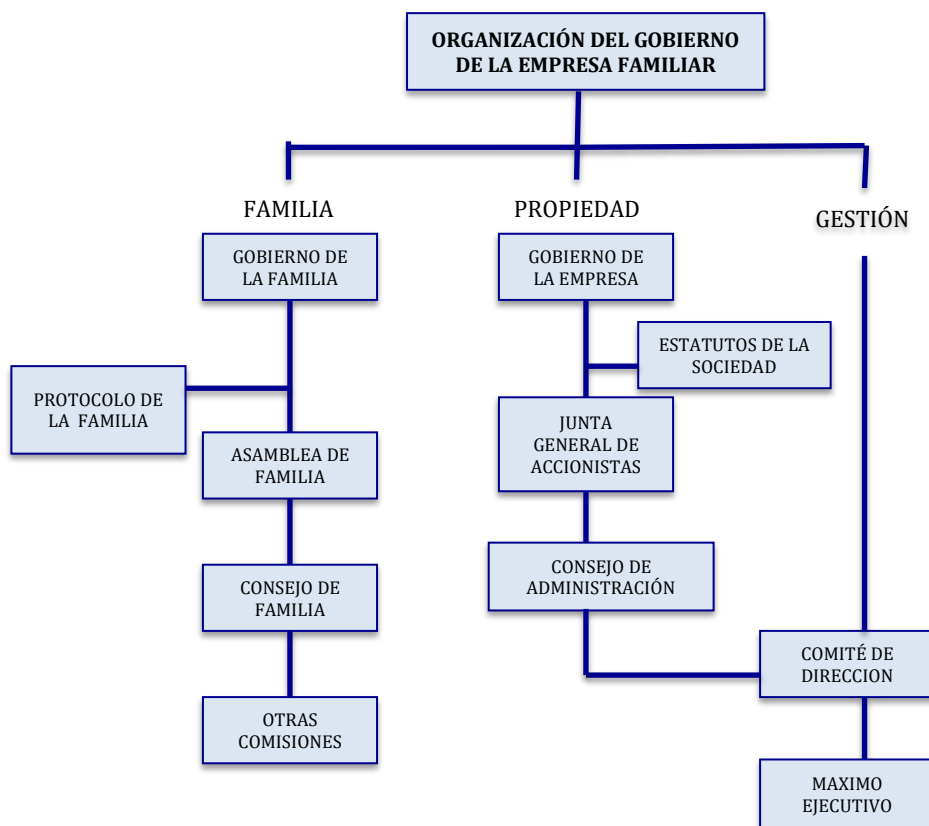 ORGANIZACIÓN DEL GOBIERNO
DE LA EMPRESA FAMILIAR
FAMILIA
PROPIEDAD
GESTIÓN
GOBIERNO DE
LA FAMILIA
GOBIERNO DE
LA EMPRESA
ESTATUTOS DE LA
SOCIEDAD
PROTOCOLO DE
LA FAMILIA
JUNTA
GENERAL DE
ACCIONISTAS
ASAMBLEA DE
FAMILIA
CONSEJO DE
ADMINISTRACIÓN
CONSEJO DE
FAMILIA
COMITÉ DE
DIRECCION
OTRAS
COMISIONES
MAXIMO
EJECUTIVO